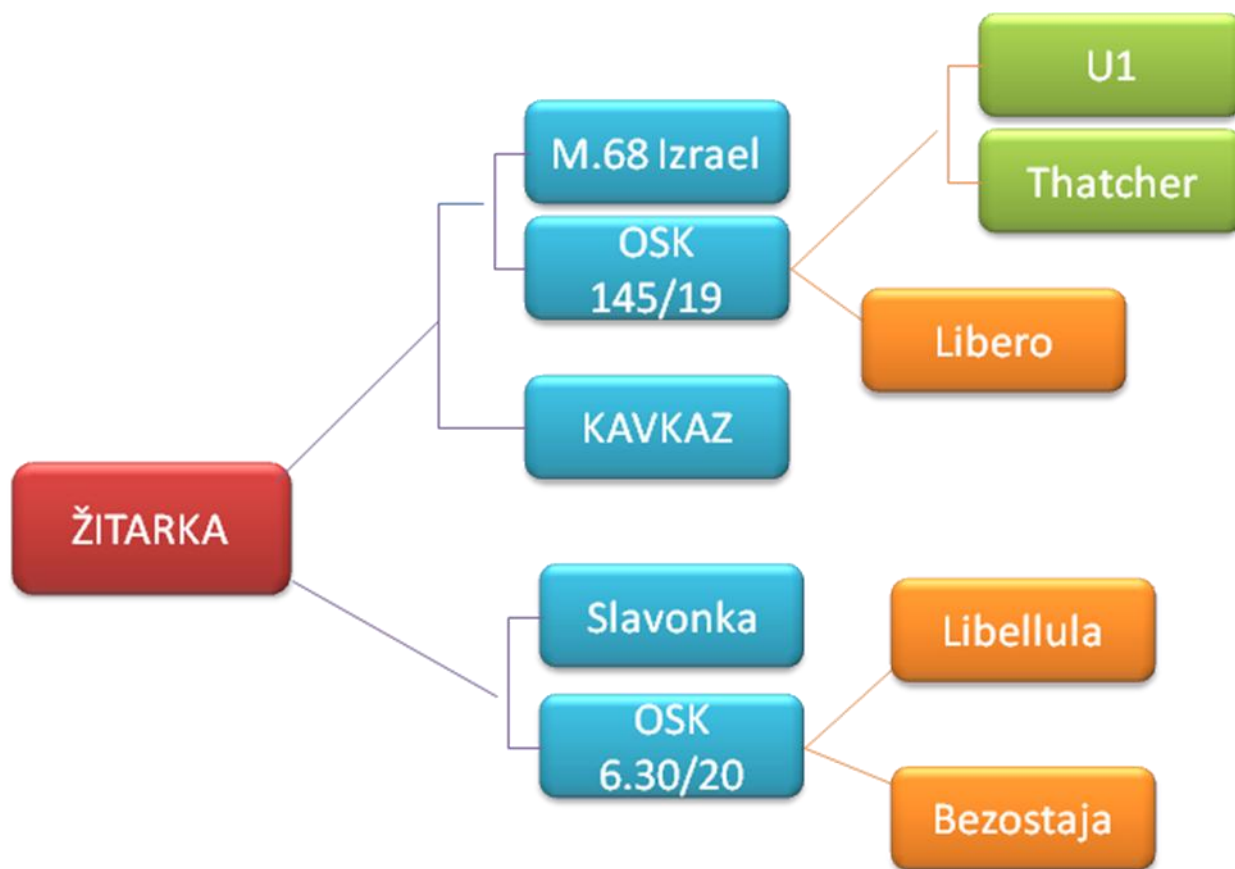 U1
M.68 Izrael
Thatcher
OSK
145/19
Libero
KAVKAZ
ŽITARKA
Slavonka
Libellula
OSK
6.30/20
Bezostaja